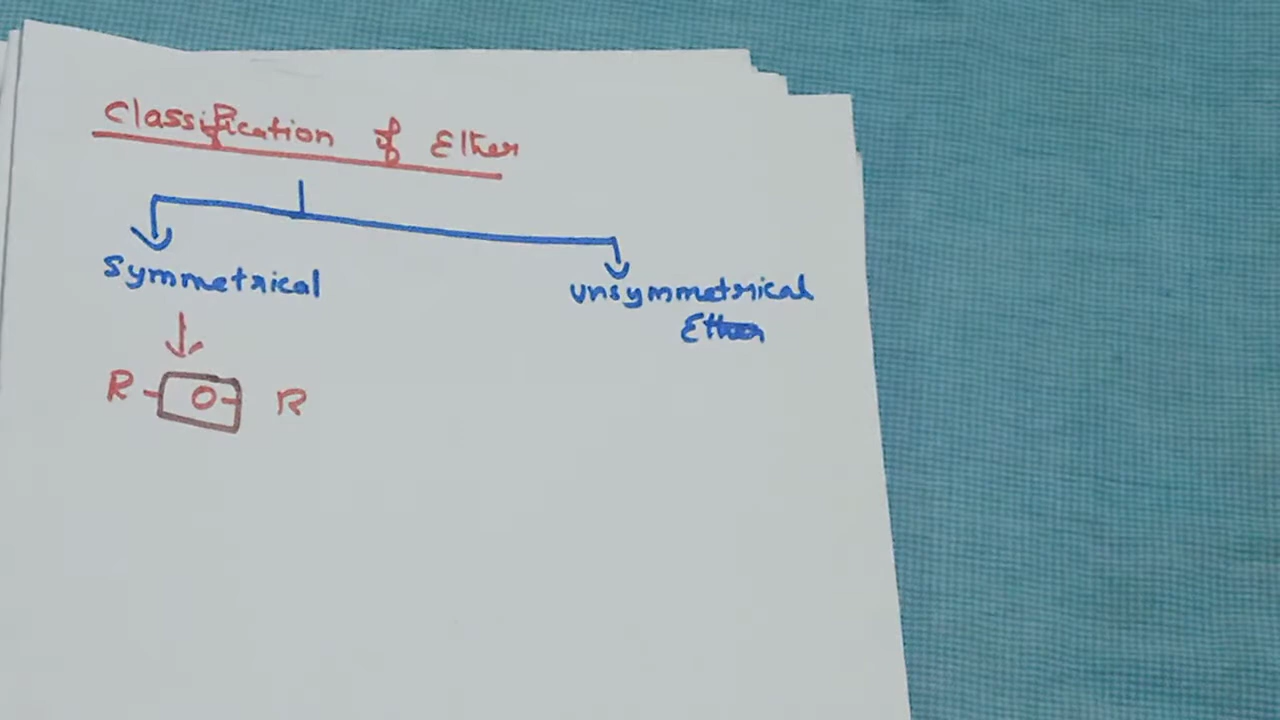 Classification of Ether
Symmetrical
Unsymmetrical
Ether
R-O-R